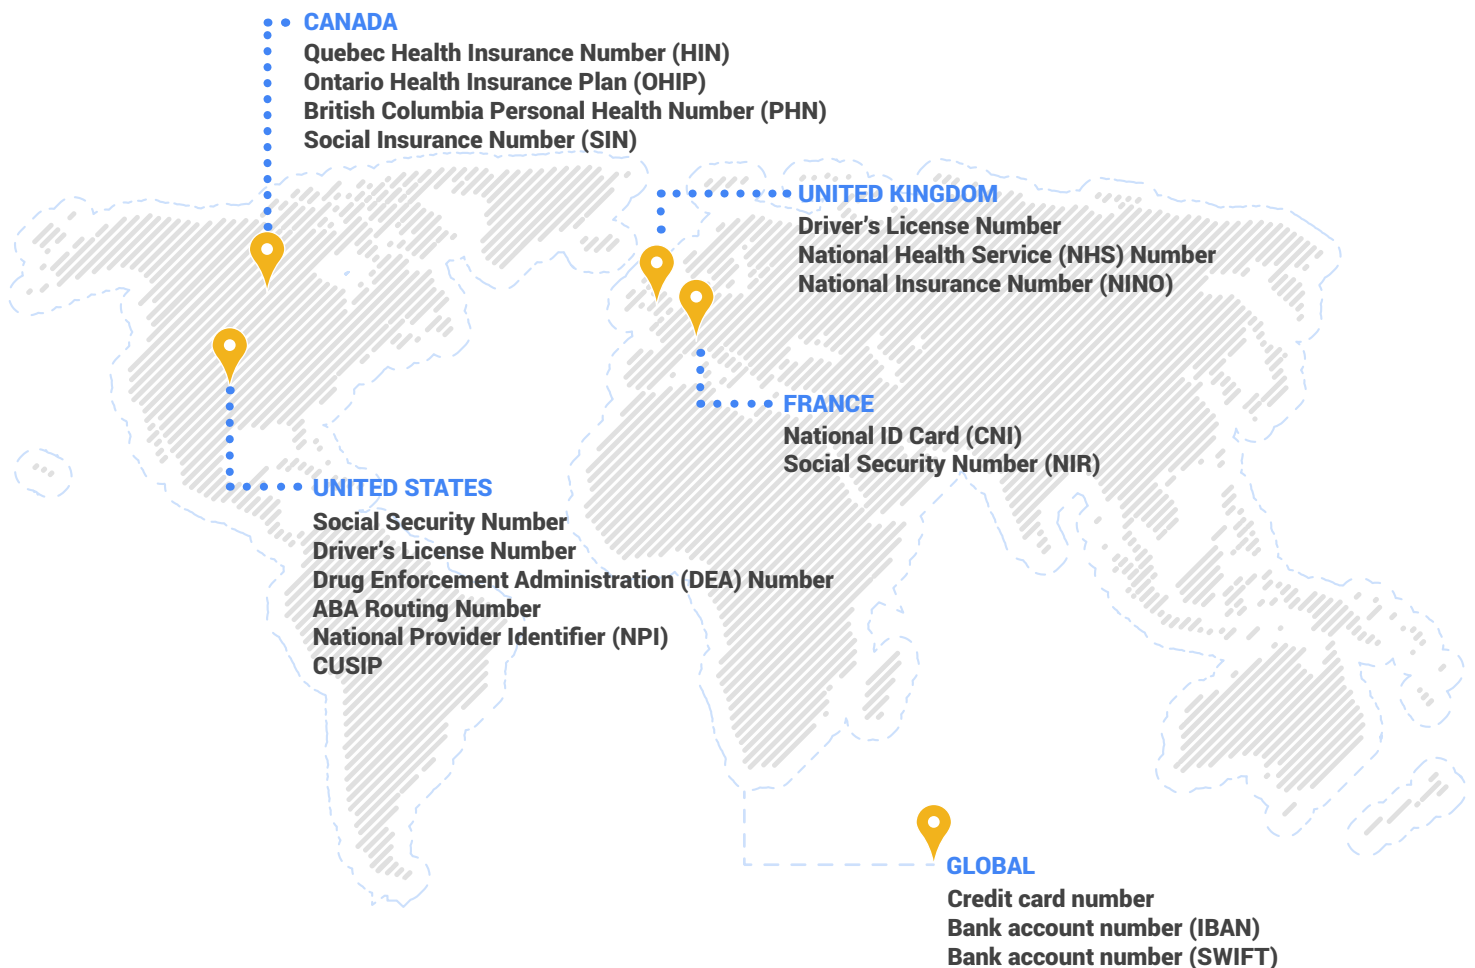 CANADA
Quebec Health Insurance Number (HIN)
Ontario Health Insurance Plan (OHIP)
British Columbia Personal Health Number (PHN)
Social Insurance Number (SIN)
UNITED KINGDOM
Driver’s License Number
National Health Service (NHS) Number
National Insurance Number (NINO)
FRANCE
National ID Card (CNI)
Social Security Number (NIR)
UNITED STATES
Social Security Number
Driver’s License Number
Drug Enforcement Administration (DEA) Number
ABA Routing Number
National Provider Identifier (NPI)
CUSIP
GLOBAL
Credit card number
Bank account number (IBAN)
Bank account number (SWIFT)